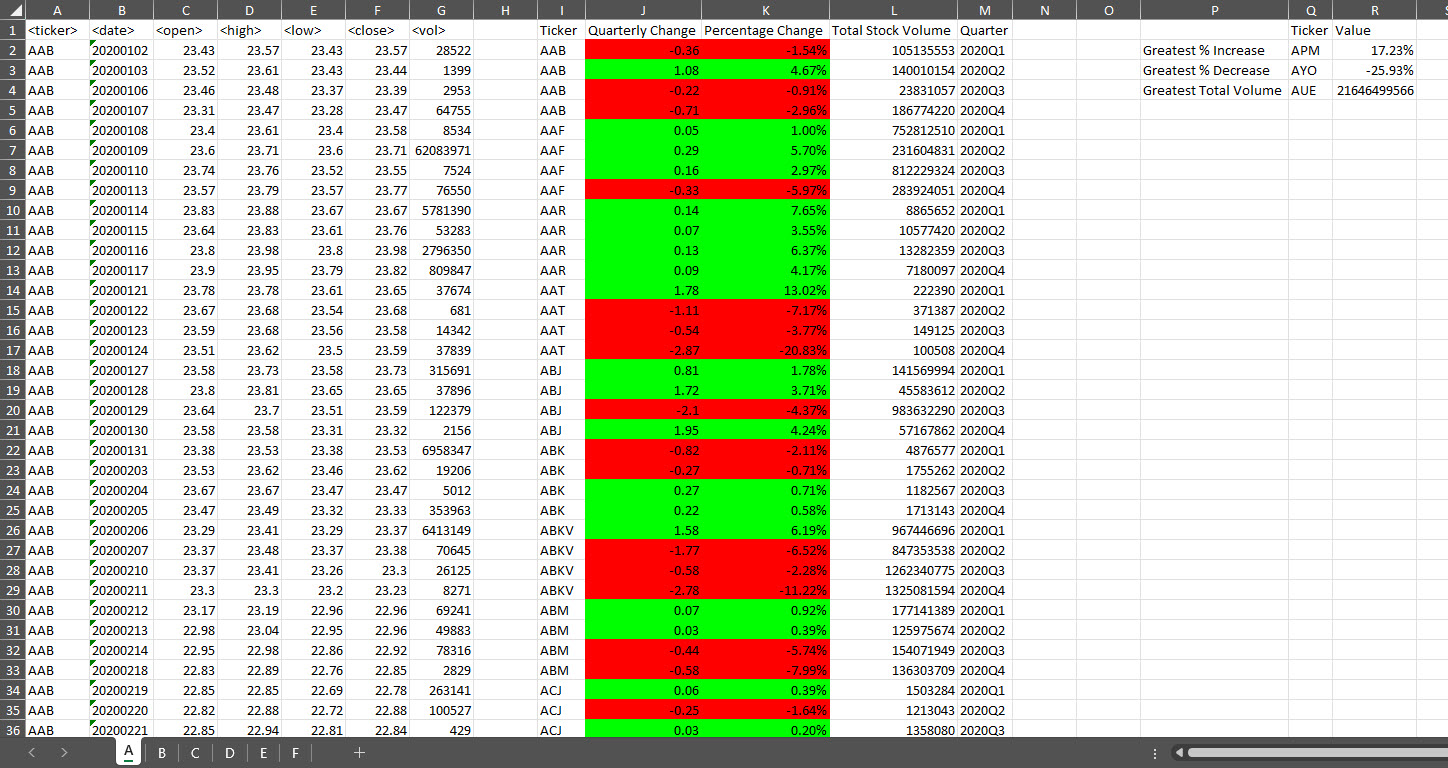 A B C D E F G H I J K L M N O P Q R S
1 <ticker> <date> <open> <high> <low> <close> <vol> Ticker Quarterly Change Percentage Change Total Stock Volume Quarter Ticker Value
2 AAB 20200102 23.43 23.57 23.43 23.57 28522 AAB -0.36 -1.54% 105135553 2020Q1 Greatest % Increase APM 17.23%
3 AAB 20200103 23.52 23.61 23.43 23.44 1399 AAB 1.08 4.67% 140010154 2020Q2 Greatest % Decrease AYO -25.93%
4 AAB 20200106 23.46 23.48 23.37 23.39 2953 AAB -0.22 -0.91% 23831057 2020Q3 Greatest Total Volume AUE 21646499566
5 AAB 20200107 23.31 23.47 23.28 23.47 64755 AAB -0.71 -2.96% 186774220 2020Q4
6 AAB 20200108 23.4 23.61 23.4 23.58 8534 AAF 0.05 1.00% 752812510 2020Q1
7 AAB 20200109 23.6 23.71 23.6 23.71 62083971 AAF 0.29 5.70% 231604831 2020Q2
8 AAB 20200110 23.74 23.76 23.52 23.55 7524 AAF 0.16 2.97% 812229324 2020Q3
9 AAB 20200113 23.57 23.79 23.57 23.77 76550 AAF -0.33 -5.97% 283924051 2020Q4
10 AAB 20200114 23.83 23.88 23.67 23.67 5781390 AAR 0.14 7.65% 8865652 2020Q1
11 AAB 20200115 23.64 23.83 23.61 23.76 53283 AAR 0.07 3.55% 10577420 2020Q2
12 AAB 20200116 23.8 23.98 23.8 23.98 2796350 AAR 0.13 6.37% 13282359 2020Q3
13 AAB 20200117 23.9 23.95 23.79 23.82 809847 AAR 0.09 4.17% 7180097 2020Q4
14 AAB 20200121 23.78 23.78 23.61 23.65 37674 AAT 1.78 13.02% 222390 2020Q1
15 AAB 20200122 23.67 23.68 23.54 23.68 681 AAT -1.11 -7.17% 371387 2020Q2
16 AAB 20200123 23.59 23.68 23.56 23.58 14342 AAT -0.54 -3.77% 149125 2020Q3
17 AAB 20200124 23.51 23.62 23.5 23.59 37839 AAT -2.87 -20.83% 100508 2020Q4
18 AAB 20200127 23.58 23.73 23.58 23.73 315691 ABJ 0.81 1.78% 141569994 2020Q1
19 AAB 20200128 23.8 23.81 23.65 23.65 37896 ABJ 1.72 3.71% 45583612 2020Q2
20 AAB 20200129 23.64 23.7 23.51 23.59 122379 ABJ -2.1 -4.37% 983632290 2020Q3
21 AAB 20200130 23.58 23.58 23.31 23.32 2156 ABJ 1.95 4.24% 57167862 2020Q4
22 AAB 20200131 23.38 23.53 23.38 23.53 6958347 ABK -0.82 -2.11% 4876577 2020Q1
23 AAB 20200203 23.53 23.62 23.46 23.62 19206 ABK -0.27 -0.71% 1755262 2020Q2
24 AAB 20200204 23.67 23.67 23.47 23.47 5012 ABK 0.27 0.71% 1182567 2020Q3
25 AAB 20200205 23.47 23.49 23.32 23.33 353963 ABK 0.22 0.58% 1713143 2020Q4
26 AAB 20200206 23.29 23.41 23.29 23.37 6413149 ABKV 1.58 6.19% 967446696 2020Q1
27 AAB 20200207 23.37 23.48 23.37 23.38 70645 ABKV -1.77 -6.52% 847353538 2020Q2
28 AAB 20200210 23.37 23.41 23.26 23.3 26125 ABKV -0.58 -2.28% 1262340775 2020Q3
29 AAB 20200211 23.3 23.3 23.2 23.23 8271 ABKV -2.78 -11.22% 1325081594 2020Q4
30 AAB 20200212 23.17 23.19 22.96 22.96 69241 ABM 0.07 0.92% 177141389 2020Q1
31 AAB 20200213 22.98 23.04 22.95 22.96 49883 ABM 0.03 0.39% 125975674 2020Q2
32 AAB 20200214 22.95 22.98 22.86 22.92 78316 ABM -0.44 -5.74% 154071949 2020Q3
33 AAB 20200218 22.83 22.89 22.76 22.85 2829 ABM -0.58 -7.99% 136303709 2020Q4
34 AAB 20200219 22.85 22.85 22.69 22.78 263141 ACJ 0.06 0.39% 1503284 2020Q1
35 AAB 20200220 22.82 22.88 22.72 22.88 100527 ACJ -0.25 -1.64% 1213043 2020Q2
36 AAB 20200221 22.85 22.94 22.81 22.84 429 ACJ 0.03 0.20% 1358080 2020Q3
A B C D E F